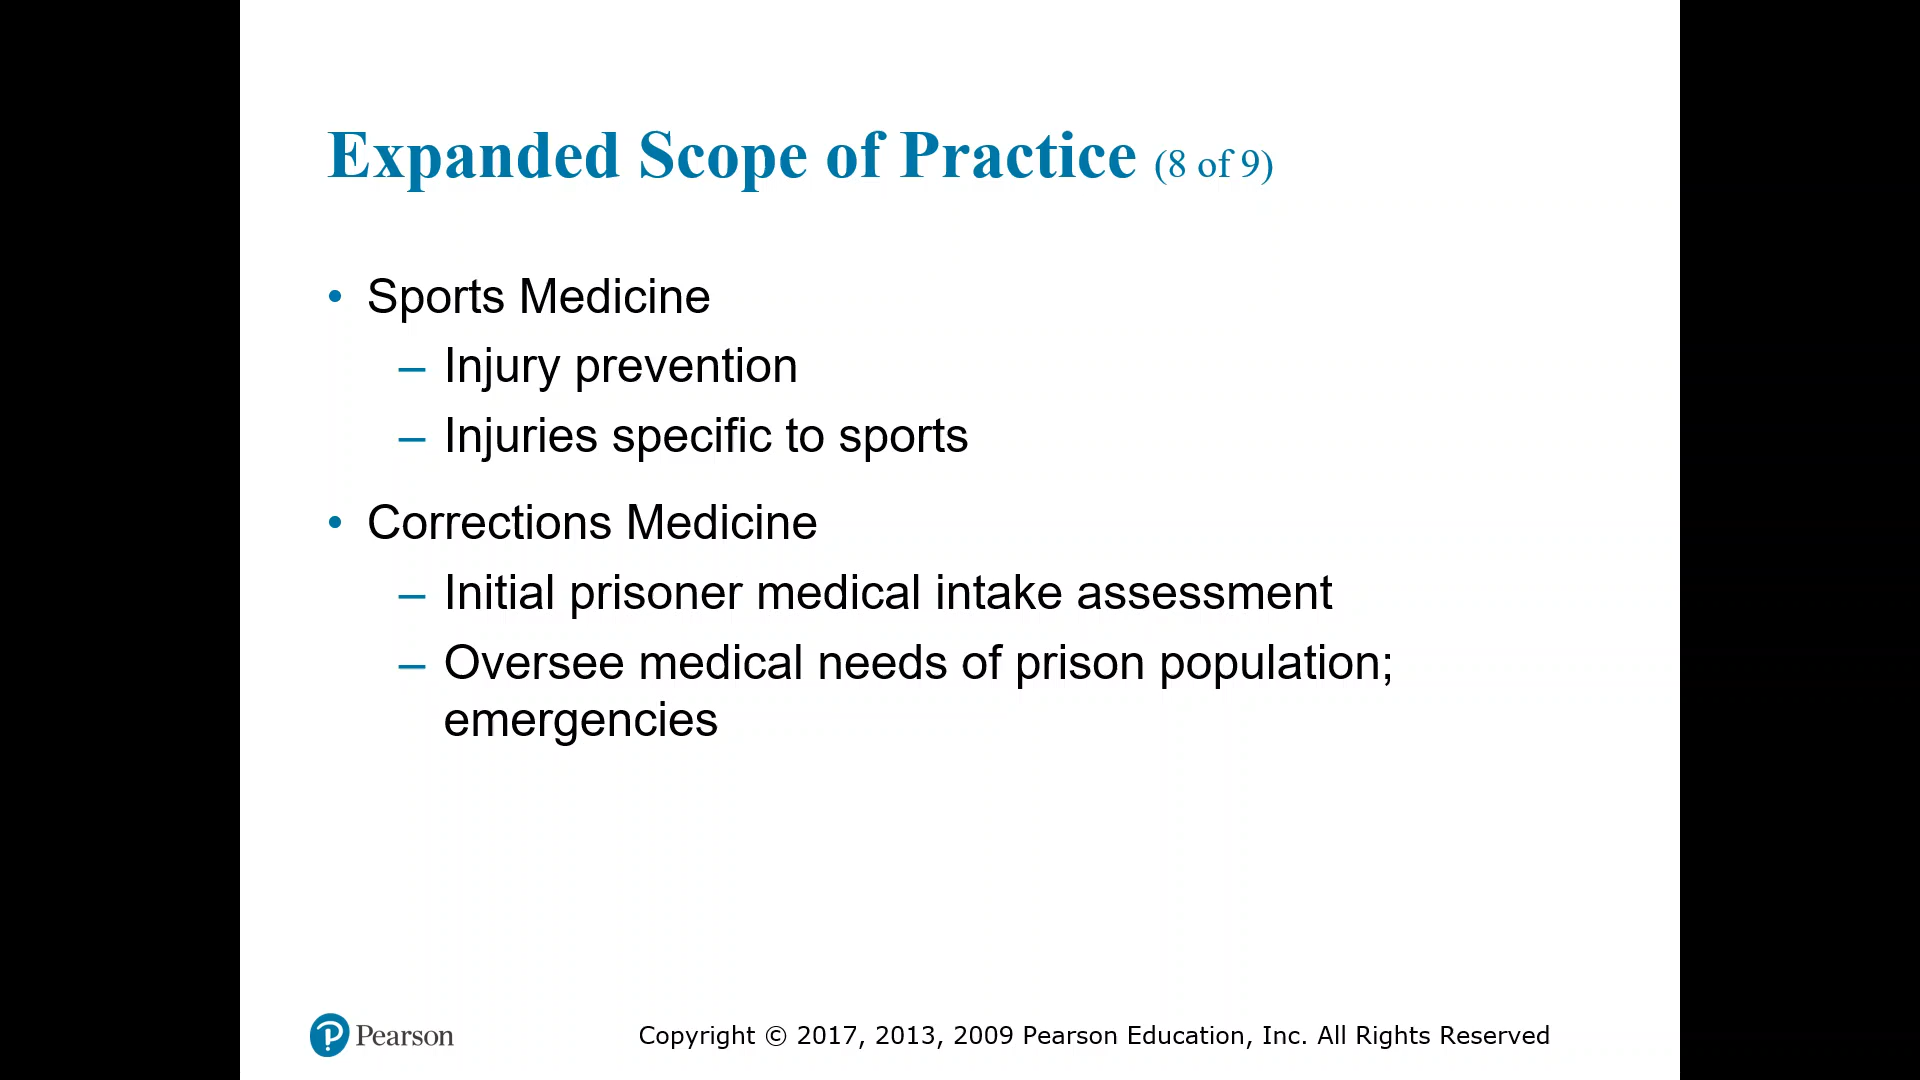 Expanded Scope of Practice (8 of 9)
• Sports Medicine
– Injury prevention
– Injuries specific to sports
• Corrections Medicine
– Initial prisoner medical intake assessment
– Oversee medical needs of prison population;
emergencies
P Pearson
Copyright © 2017, 2013, 2009 Pearson Education, Inc. All Rights Reserved